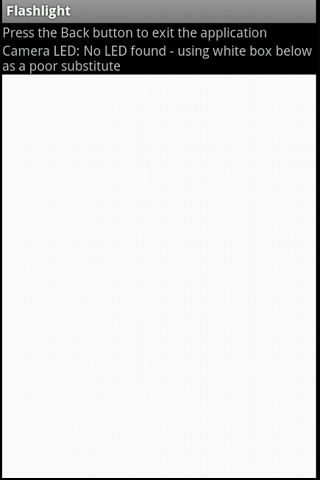 Flashlight
Press the Back button to exit the application
Camera LED: No LED found - using white box below
as a poor substitute